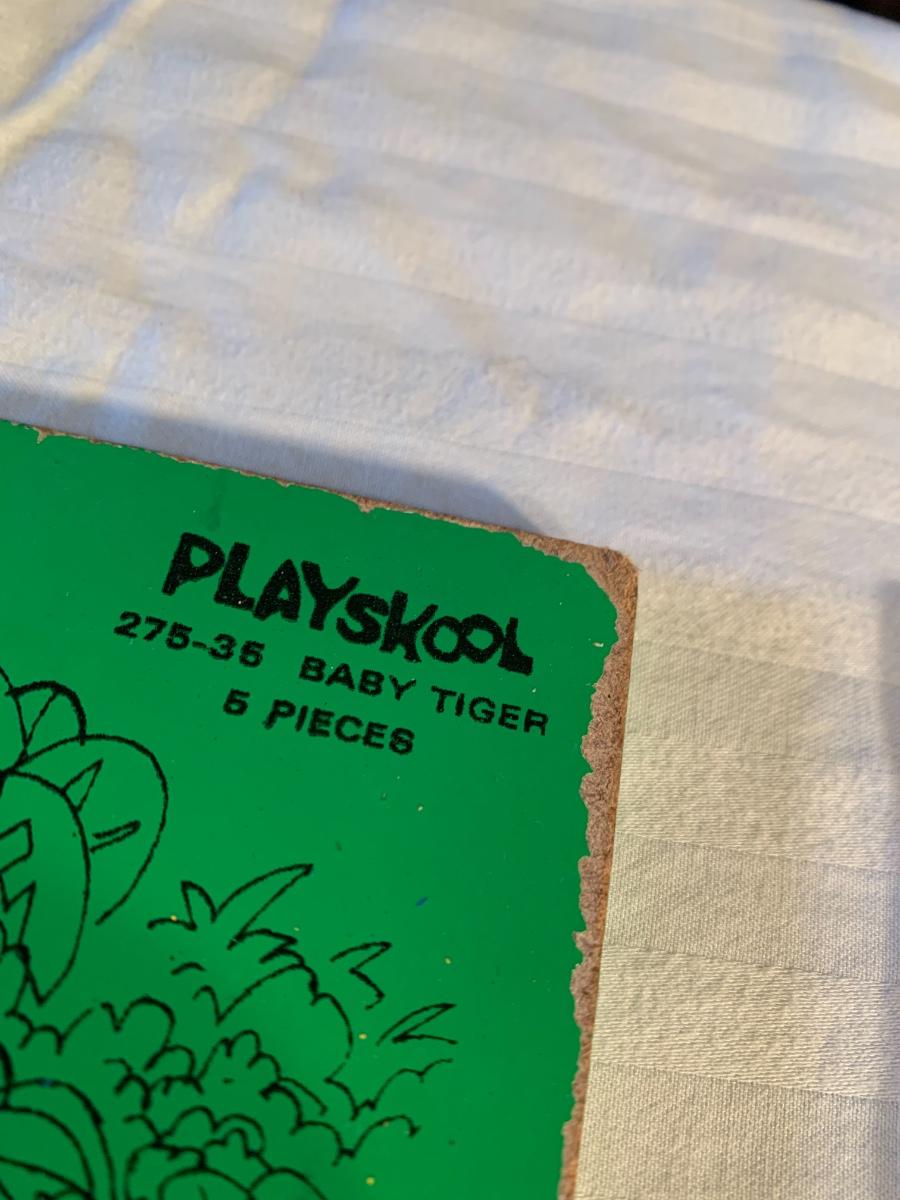 PLAYSKOOL
275-35 BABY TIGER
5 PIECES